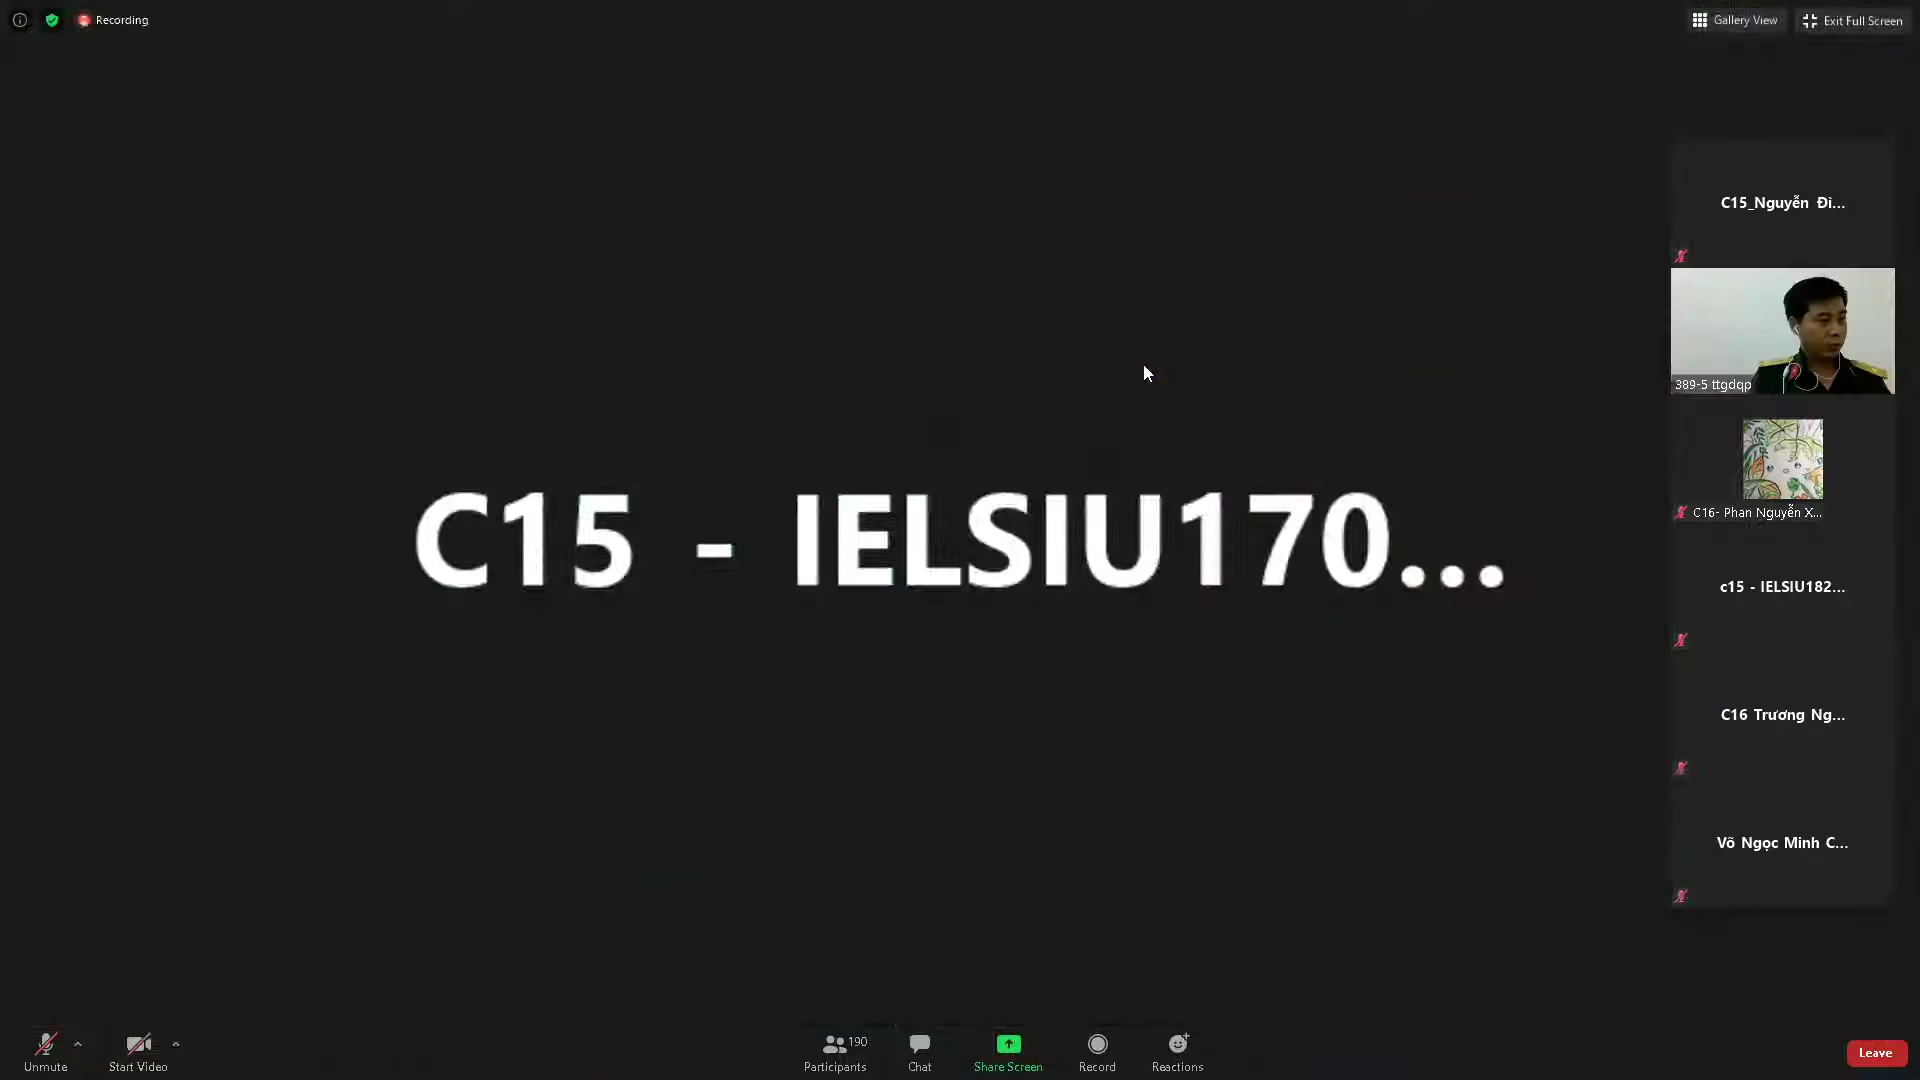 Recording
Gallery View
Exit Full Screen
C15_Nguyễn Đì...
389-5 ttgdqp
C16- Phan Nguyễn X...
C15 - IELSIU170...
c15 - IELSIU182...
C16 Trương Ng...
Võ Ngọc Minh C...
Unmute
Start Video
190
Participants
Chat
Share Screen
Record
Reactions
Leave